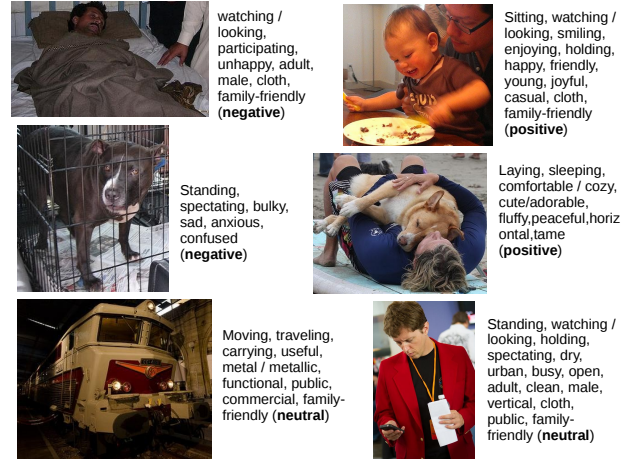 watching /
looking,
participating,
unhappy, adult,
male, cloth,
family-friendly
(negative)
Sitting, watching /
looking, smiling,
enjoying, holding,
happy, friendly,
young, joyful,
casual, cloth,
family-friendly
(positive)
Standing,
spectating, bulky,
sad, anxious,
confused
(negative)
Laying, sleeping,
comfortable / cozy,
cute/adorable,
fluffy,peaceful,horiz
ontal,tame
(positive)
Moving, traveling,
carrying, useful,
metal / metallic,
functional, public,
commercial, family-
friendly (neutral)
Standing, watching /
looking, holding,
spectating, dry,
urban, busy, open,
adult, clean, male,
vertical, cloth,
public, family-
friendly (neutral)